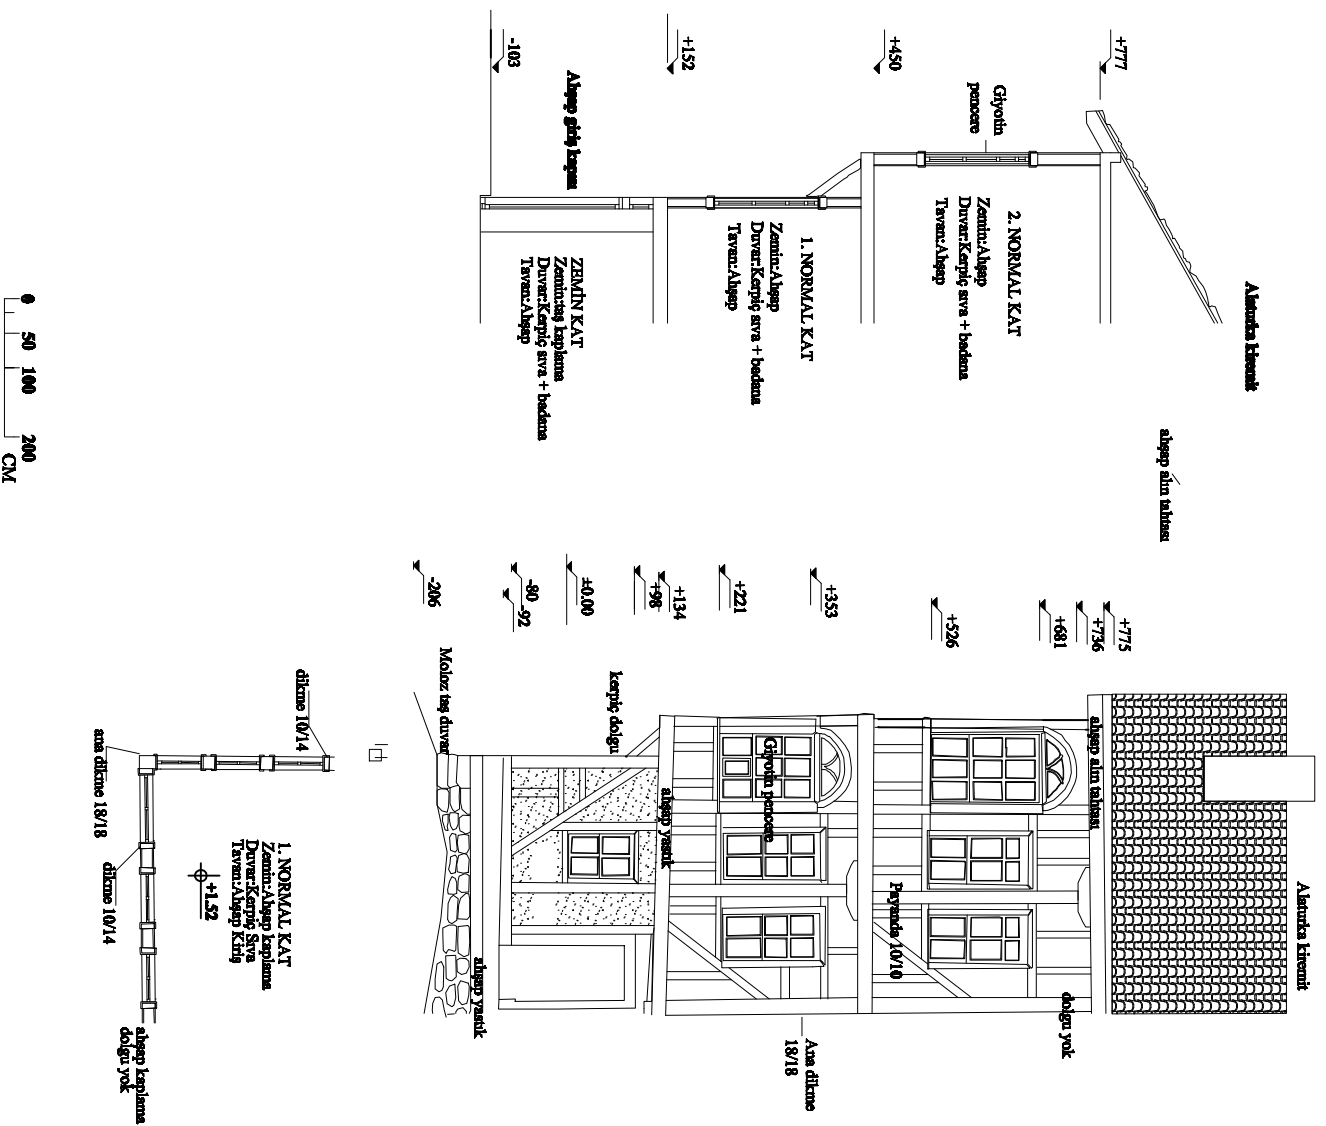 Alaturka kiremit
ahşap alın tahtası
+777
+450
+152
-103
Giyotin
pencere
2. NORMAL KAT
Zemin:Ahşap
Duvar:Kerpiç sıva + badana
Tavan:Ahşap
1. NORMAL KAT
Zemin:Ahşap
Duvar:Kerpiç sıva + badana
Tavan:Ahşap
Ahşap giriş kapısı
ZEMİN KAT
Zemin:taş kaplama
Duvar:Kerpiç sıva + badana
Tavan:Ahşap
0 50 100 200
CM
Alaturka kiremit
+775
+736
+681
+526
+353
+221
+134
+98
±0.00
-80
-92
-206
ahşap alın tahtası
dolgu yok
Payanda 10/10
Giyotin pencere
Ana dikme
18/18
ahşap yastık
kerpiç dolgu
ahşap yastık
Moloz taş duvar
dikme 10/14
1. NORMAL KAT
Zemin:Ahşap kaplama
Duvar:Kerpiç Sıva
Tavan:Ahşap Kiriş
+1.52
ana dikme 18/18
dikme 10/14
ahşap kaplama
dolgu yok